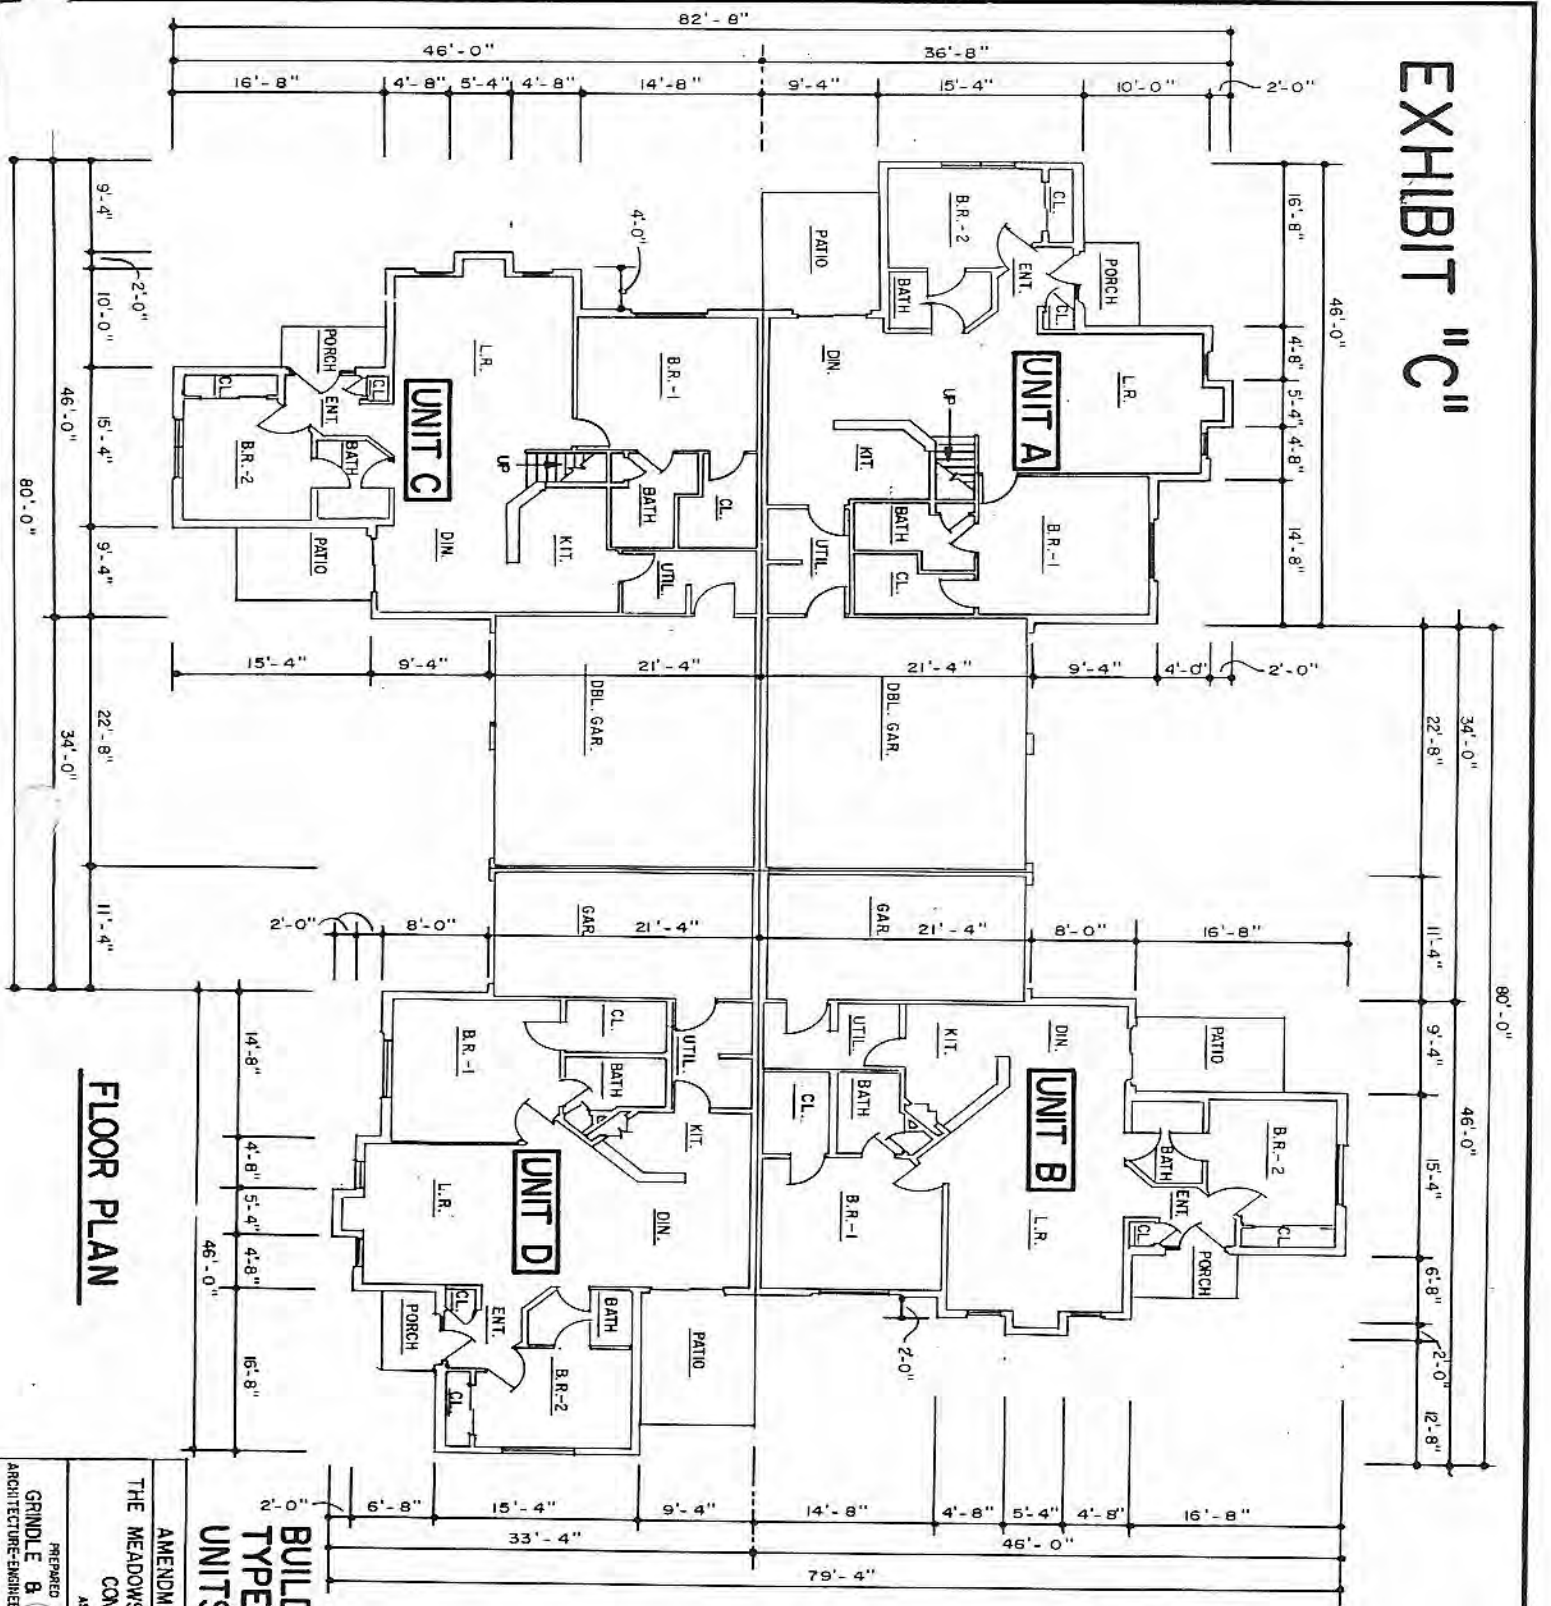 EXHIBIT "C"
82'-8"
46'-0"
36'-8"
16'-8"
4'-8"
5'-4"
4'-8"
14'-8"
9'-4"
15'-4"
10'-0"
2'-0"
46'-0"
16'-8"
4'-8"
5'-4"
4'-8"
14'-8"
UNIT A
PATIO
B.R.-2
CL.
PORCH
ENT.
CL.
BATH
DIN.
L.R.
UP
KIT.
BATH
B.R.-1
UTIL.
CL.
9'-4"
2'-0"
10'-0"
15'-4"
9'-4"
46'-0"
80'-0"
22'-8"
34'-0"
11'-4"
4'-0"
UNIT C
L.R.
B.R.-1
PORCH
CL
CL
ENT.
B.R.-2
BATH
UP
BATH
CL.
DIN.
KIT.
UTIL.
PATIO
15'-4"
9'-4"
21'-4"
21'-4"
9'-4"
4'-0"
2'-0"
DBL. GAR.
DBL. GAR.
80'-0"
34'-0"
46'-0"
22'-8"
11'-4"
9'-4"
15'-4"
6'-8"
2'-0"
12'-8"
2'-0"
8'-0"
21'-4"
21'-4"
8'-0"
16'-8"
GAR.
GAR.
UNIT B
UTIL.
KIT.
DIN.
PATIO
CL.
BATH
B.R.-1
L.R.
BATH
B.R.-2
ENT.
CL
CL
PORCH
2'-0"
UNIT D
B.R.-1
CL.
UTIL.
BATH
KIT.
L.R.
DIN.
CL.
ENT.
BATH
PORCH
PATIO
CL.
B.R.-2
14'-8"
4'-8"
5'-4"
4'-8"
16'-8"
46'-0"
2'-0"
6'-8"
15'-4"
9'-4"
14'-8"
4'-8"
5'-4"
4'-8"
16'-8"
33'-4"
46'-0"
79'-4"
FLOOR PLAN
BUILD
TYPE
UNITS
AMENDM
THE MEADOWS
CON
PREPARED
GRINDLE &
ARCHITECTURE-ENGINEE